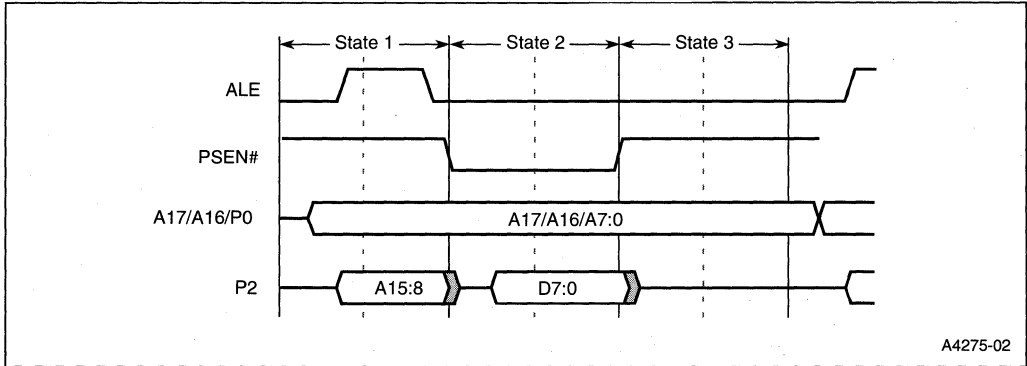 State 1 State 2 State 3
ALE
PSEN#
A17/A16/P0 A17/A16/A7:0
P2 A15:8 D7:0
A4275-02